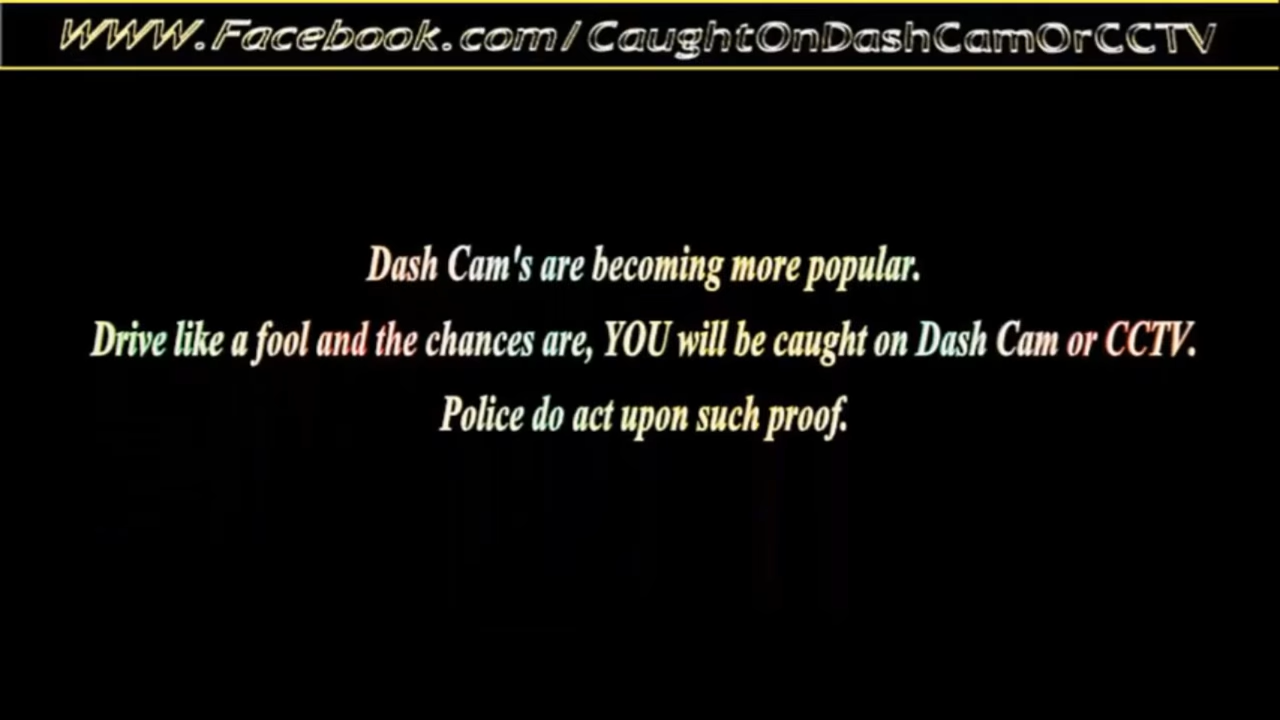 WWW.Facebook.com/CaughtOnDashCamOrCCTV
Dash Cam's are becoming more popular.
Drive like a fool and the chances are, YOU will be caught on Dash Cam or CCTV.
Police do act upon such proof.